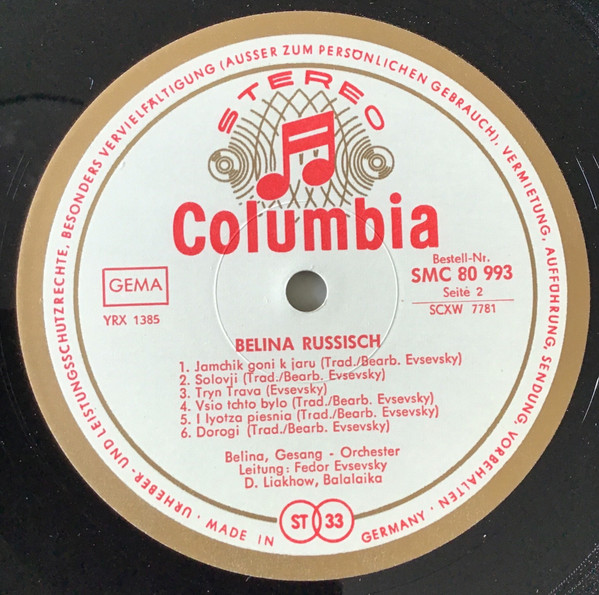 URHEBER- UND LEISTUNGSSCHUTZRECHTE, BESONDERS VERVIELFÄLTIGUNG (AUSSER ZUM PERSÖNLICHEN GEBRAUCH), VERMIETUNG, AUFFÜHRUNG, SENDUNG, VORBEHALTEN ·
STEREO
Columbia
GEMA
YRX 1385
Bestell-Nr.
SMC 80 993
Seite 2
SCXW 7781
BELINA RUSSISCH
1. Jamchik goni k jaru (Trad./Bearb. Evsevsky)
2. Solovji (Trad./Bearb. Evsevsky)
3. Tryn Trava (Evsevsky)
4. Vsio tchto bylo (Trad./Bearb. Evsevsky)
5. I lyotza piesnia (Trad./Bearb. Evsevsky)
6. Dorogi (Trad./Bearb. Evsevsky)
Belina, Gesang - Orchester
Leitung: Fedor Evsevsky
D. Liakhow, Balalaika
MADE IN GERMANY ·
ST 33